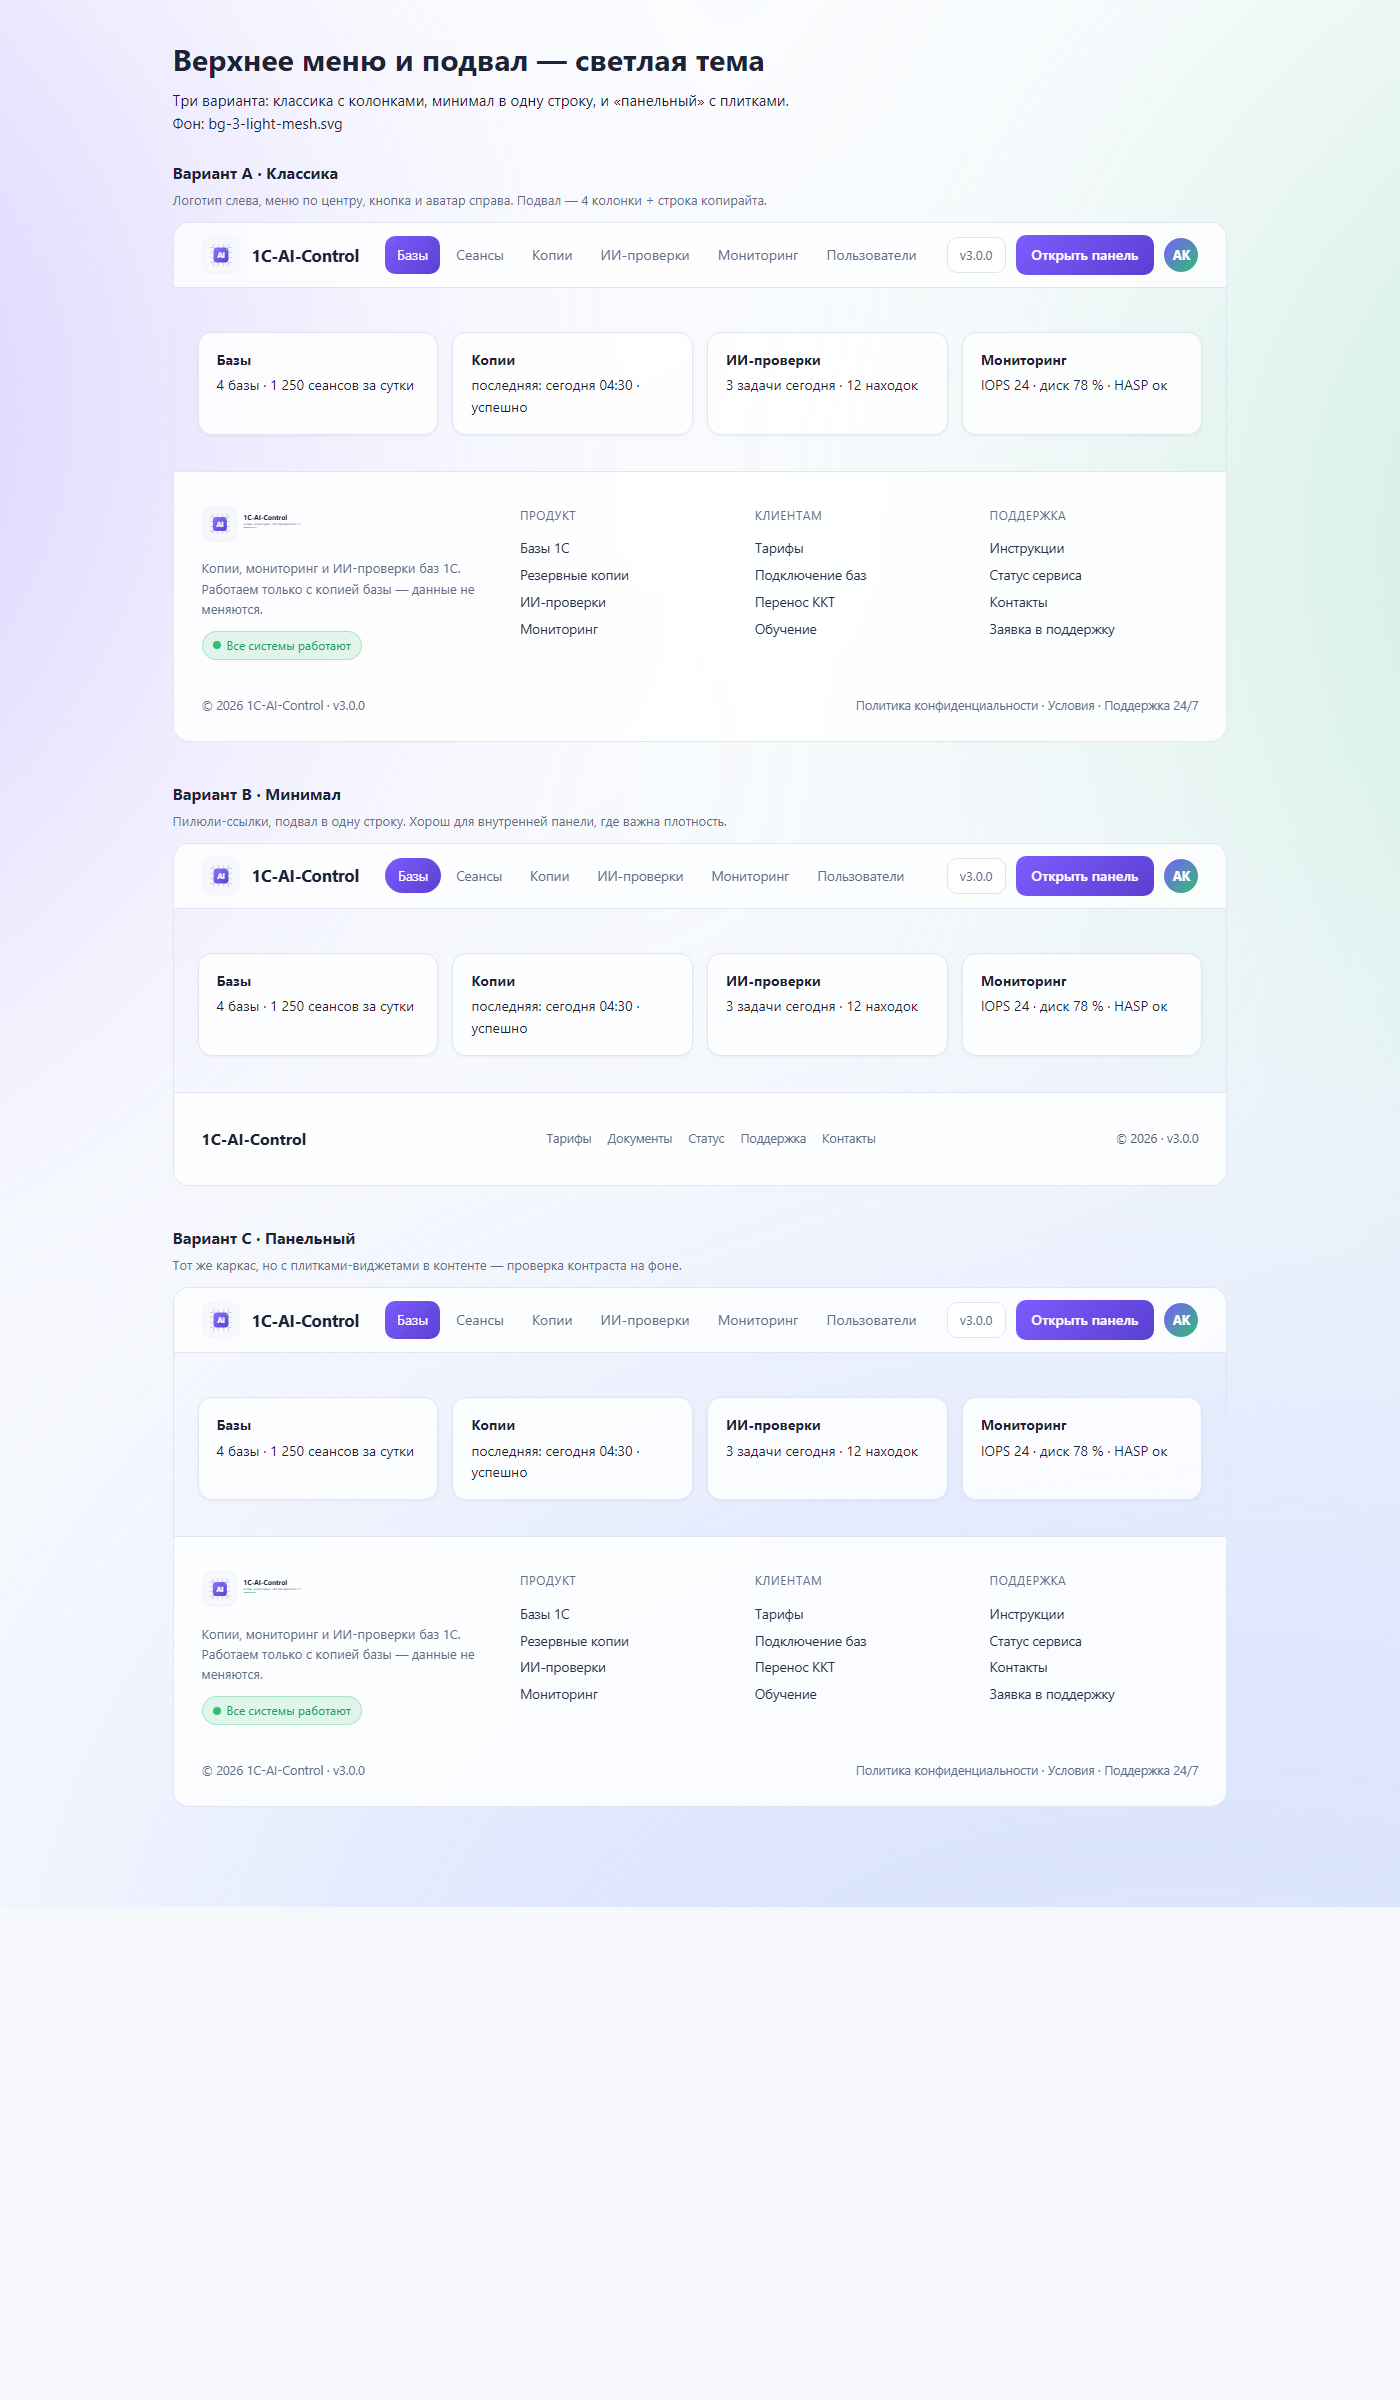 Верхнее меню и подвал — светлая тема
Три варианта: классика с колонками, минимал в одну строку, и «панельный» с плитками.
Фон: bg-3-light-mesh.svg
Вариант A · Классика
Логотип слева, меню по центру, кнопка и аватар справа. Подвал — 4 колонки + строка копирайта.
AI 1C-AI-Control Базы Сеансы Копии ИИ-проверки Мониторинг Пользователи v3.0.0 Открыть панель АК
Базы
4 базы · 1 250 сеансов за сутки
Копии
последняя: сегодня 04:30 ·
успешно
ИИ-проверки
3 задачи сегодня · 12 находок
Мониторинг
IOPS 24 · диск 78 % · HASP ок
AI 1C-AI-Control
Копии, мониторинг и ИИ-проверки баз 1С.
Работаем только с копией базы — данные не
меняются.
Все системы работают
ПРОДУКТ
Базы 1С
Резервные копии
ИИ-проверки
Мониторинг
КЛИЕНТАМ
Тарифы
Подключение баз
Перенос ККТ
Обучение
ПОДДЕРЖКА
Инструкции
Статус сервиса
Контакты
Заявка в поддержку
© 2026 1C-AI-Control · v3.0.0
Политика конфиденциальности · Условия · Поддержка 24/7
Вариант B · Минимал
Пилюли-ссылки, подвал в одну строку. Хорош для внутренней панели, где важна плотность.
AI 1C-AI-Control Базы Сеансы Копии ИИ-проверки Мониторинг Пользователи v3.0.0 Открыть панель АК
Базы
4 базы · 1 250 сеансов за сутки
Копии
последняя: сегодня 04:30 ·
успешно
ИИ-проверки
3 задачи сегодня · 12 находок
Мониторинг
IOPS 24 · диск 78 % · HASP ок
1C-AI-Control Тарифы Документы Статус Поддержка Контакты © 2026 · v3.0.0
Вариант C · Панельный
Тот же каркас, но с плитками-виджетами в контенте — проверка контраста на фоне.
AI 1C-AI-Control Базы Сеансы Копии ИИ-проверки Мониторинг Пользователи v3.0.0 Открыть панель АК
Базы
4 базы · 1 250 сеансов за сутки
Копии
последняя: сегодня 04:30 ·
успешно
ИИ-проверки
3 задачи сегодня · 12 находок
Мониторинг
IOPS 24 · диск 78 % · HASP ок
AI 1C-AI-Control
Копии, мониторинг и ИИ-проверки баз 1С.
Работаем только с копией базы — данные не
меняются.
Все системы работают
ПРОДУКТ
Базы 1С
Резервные копии
ИИ-проверки
Мониторинг
КЛИЕНТАМ
Тарифы
Подключение баз
Перенос ККТ
Обучение
ПОДДЕРЖКА
Инструкции
Статус сервиса
Контакты
Заявка в поддержку
© 2026 1C-AI-Control · v3.0.0
Политика конфиденциальности · Условия · Поддержка 24/7